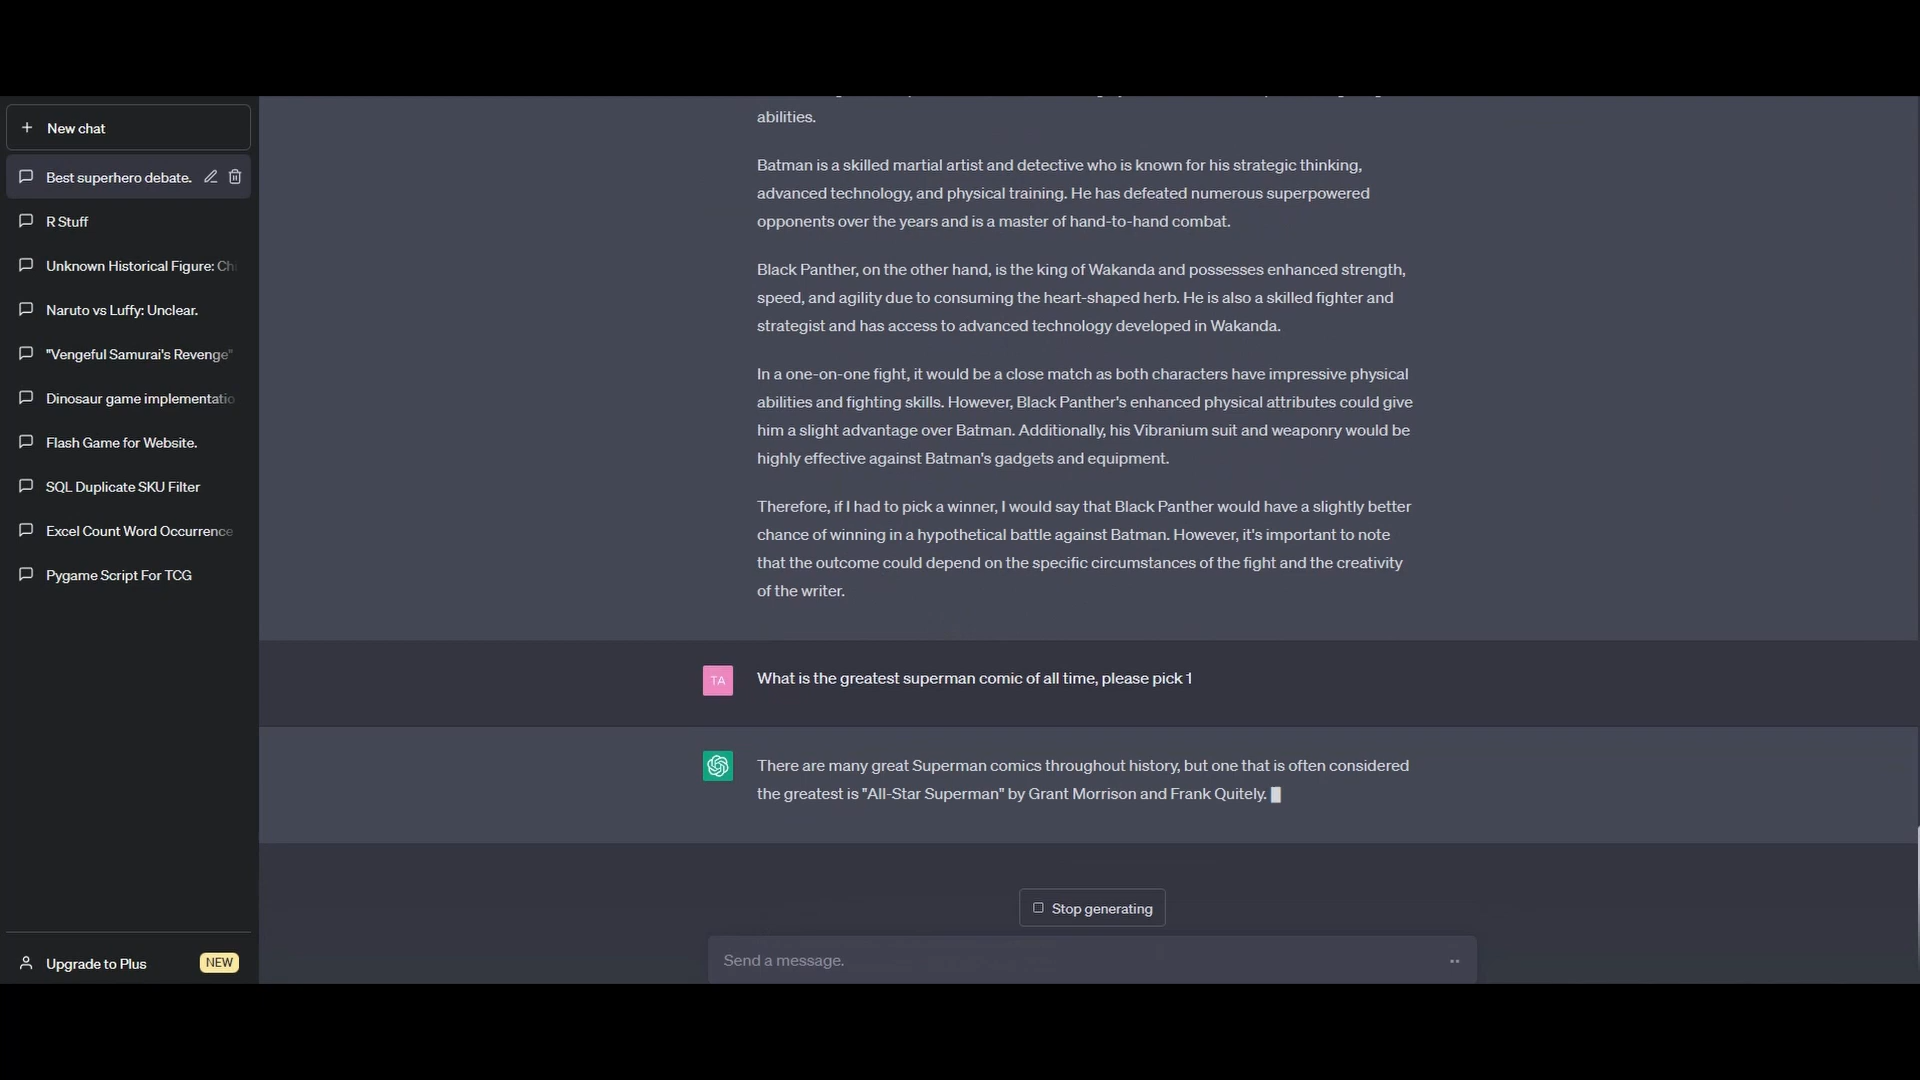 + New chat
Best superhero debate.
R Stuff
Unknown Historical Figure: Ch
Naruto vs Luffy: Unclear.
"Vengeful Samurai's Revenge"
Dinosaur game implementatio
Flash Game for Website.
SQL Duplicate SKU Filter
Excel Count Word Occurrence
Pygame Script For TCG
Upgrade to Plus NEW
abilities.
Batman is a skilled martial artist and detective who is known for his strategic thinking,
advanced technology, and physical training. He has defeated numerous superpowered
opponents over the years and is a master of hand-to-hand combat.
Black Panther, on the other hand, is the king of Wakanda and possesses enhanced strength,
speed, and agility due to consuming the heart-shaped herb. He is also a skilled fighter and
strategist and has access to advanced technology developed in Wakanda.
In a one-on-one fight, it would be a close match as both characters have impressive physical
abilities and fighting skills. However, Black Panther's enhanced physical attributes could give
him a slight advantage over Batman. Additionally, his Vibranium suit and weaponry would be
highly effective against Batman's gadgets and equipment.
Therefore, if I had to pick a winner, I would say that Black Panther would have a slightly better
chance of winning in a hypothetical battle against Batman. However, it's important to note
that the outcome could depend on the specific circumstances of the fight and the creativity
of the writer.
TA What is the greatest superman comic of all time, please pick 1
There are many great Superman comics throughout history, but one that is often considered
the greatest is "All-Star Superman" by Grant Morrison and Frank Quitely.
Stop generating
Send a message.